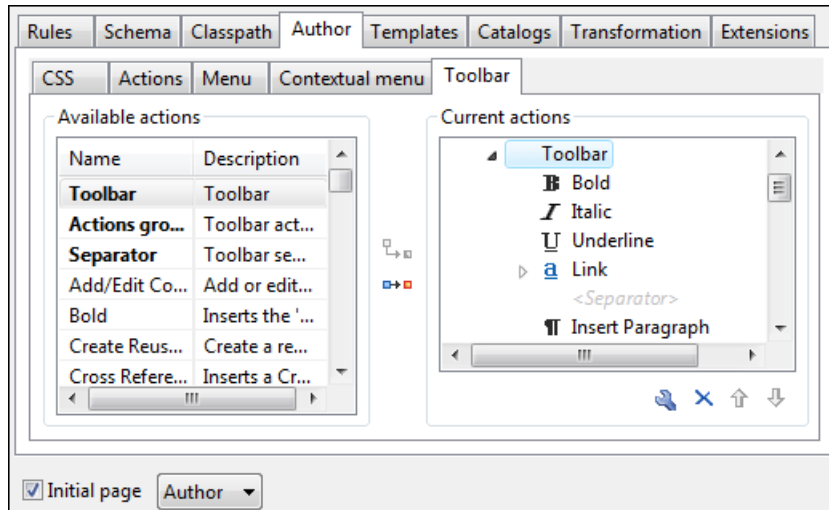 Rules Schema Classpath Author Templates Catalogs Transformation Extensions
CSS Actions Menu Contextual menu Toolbar
Available actions
Name Description
Toolbar Toolbar
Actions gro... Toolbar act...
Separator Toolbar se...
Add/Edit Co... Add or edit...
Bold Inserts the '...
Create Reus... Create a re...
Cross Refere... Inserts a Cr...
Current actions
Toolbar
B Bold
I Italic
U Underline
a Link
<Separator>
¶ Insert Paragraph
Initial page Author